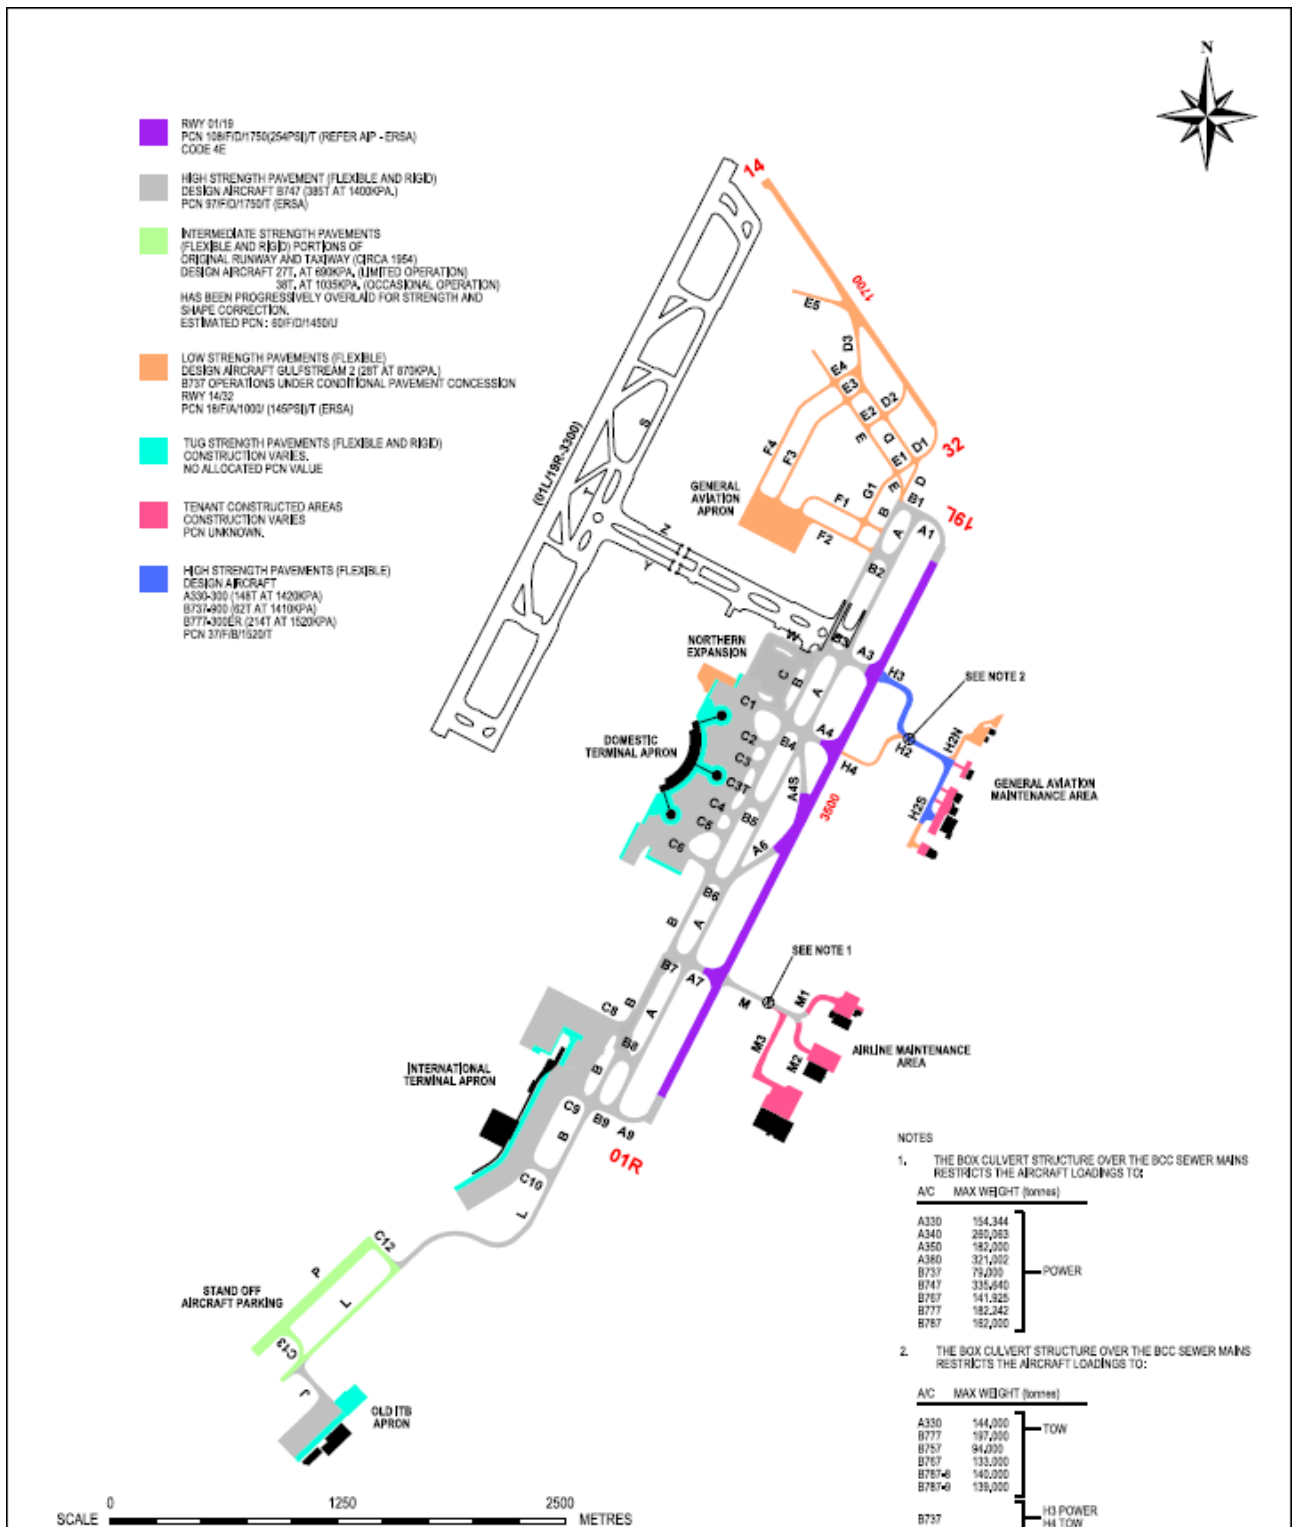 N
RWY 01/19
PCN 108/F/D/1750(254PSI)/T (REFER AIP - ERSA)
CODE 4E
HIGH STRENGTH PAVEMENT (FLEXIBLE AND RIGID)
DESIGN AIRCRAFT B747 (385T AT 1400KPA.)
PCN 97/F/D/1750/T (ERSA)
INTERMEDIATE STRENGTH PAVEMENTS
(FLEXIBLE AND RIGID) PORTIONS OF
ORIGINAL RUNWAY AND TAXIWAY (CIRCA 1954)
DESIGN AIRCRAFT 27T, AT 690KPA, (LIMITED OPERATION)
38T, AT 1035KPA, (OCCASIONAL OPERATION)
HAS BEEN PROGRESSIVELY OVERLAID FOR STRENGTH AND
SHAPE CORRECTION.
ESTIMATED PCN: 60/F/D/1450/U
LOW STRENGTH PAVEMENTS (FLEXIBLE)
DESIGN AIRCRAFT GULFSTREAM 2 (28T AT 870KPA.)
B737 OPERATIONS UNDER CONDITIONAL PAVEMENT CONCESSION
RWY 14/32
PCN 18/F/A/1000/ (145PSI)/T (ERSA)
TUG STRENGTH PAVEMENTS (FLEXIBLE AND RIGID)
CONSTRUCTION VARIES.
NO ALLOCATED PCN VALUE
TENANT CONSTRUCTED AREAS
CONSTRUCTION VARIES
PCN UNKNOWN.
HIGH STRENGTH PAVEMENTS (FLEXIBLE)
DESIGN AIRCRAFT
A330-300 (148T AT 1420KPA)
B737-900 (62T AT 1410KPA)
B777-300ER (214T AT 1520KPA)
PCN 37/F/B/1520/T
14
1700
E5
D3
E4
E3
E2
D2
E
D
D1
E1
32
F4
F3
S
(01L/19R-3300)
T
GENERAL
AVIATION
APRON
G1
E
D
F1
B
B1
19L
F2
A
A1
Z
Y
B2
W
B3
NORTHERN
EXPANSION
A3
H3
SEE NOTE 2
C
B
A
C1
DOMESTIC
TERMINAL APRON
C2
B4
A4
H4
H2
H2N
C3
C3T
A4S
3500
GENERAL AVIATION
MAINTENANCE AREA
H2S
C4
B5
C5
C6
A6
B6
B
A
SEE NOTE 1
B7
A7
M
M1
C8
B
A
B8
M3
M2
AIRLINE MAINTENANCE
AREA
INTERNATIONAL
TERMINAL APRON
B
C9
B9
A9
B
01R
C10
L
C12
P
L
STAND OFF
AIRCRAFT PARKING
C13
J
OLD ITB
APRON
NOTES
1. THE BOX CULVERT STRUCTURE OVER THE BCC SEWER MAINS
RESTRICTS THE AIRCRAFT LOADINGS TO:
A/C MAX WEIGHT (tonnes)
A330 154.344
A340 260,063
A350 182,000
A380 321,002
B737 79,000
B747 335,640
B767 141.925
B777 182.242
B787 162,000
POWER
2. THE BOX CULVERT STRUCTURE OVER THE BCC SEWER MAINS
RESTRICTS THE AIRCRAFT LOADINGS TO:
A/C MAX WEIGHT (tonnes)
A330 144,000
B777 197,000
B757 94,000
B767 133,000
B787-8 140,000
B787-9 139,000
TOW
B737
H3 POWER
H4 TOW
0 1250 2500
SCALE METRES